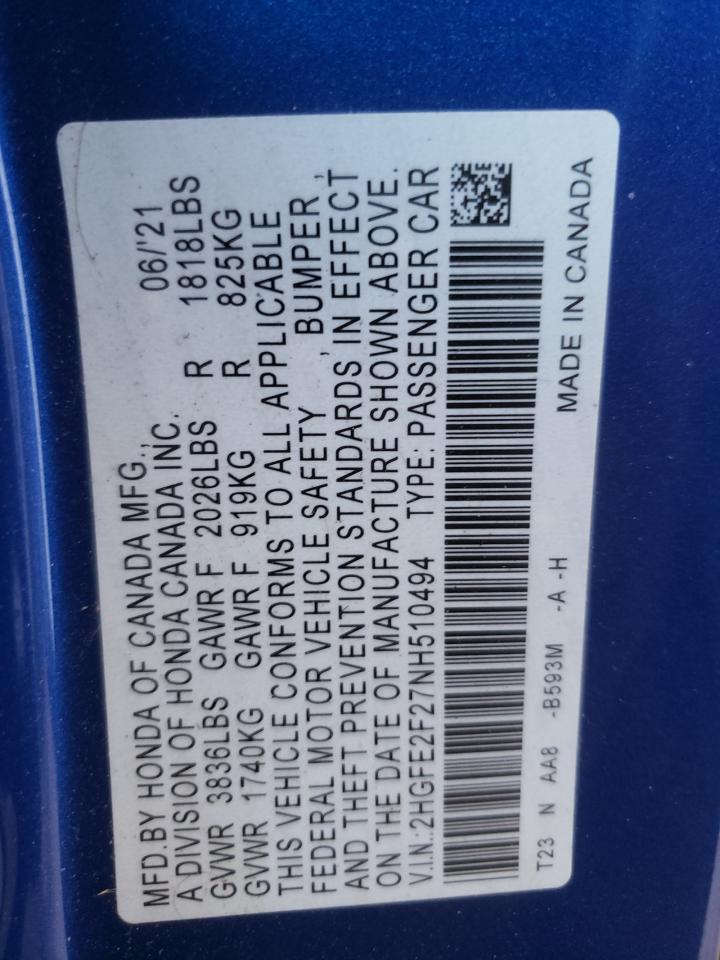 MFD.BY HONDA OF CANADA MFG.,
A DIVISION OF HONDA CANADA INC. 06/'21
GVWR 3836LBS GAWR F 2026LBS R 1818LBS
GVWR 1740KG GAWR F 919KG R 825KG
THIS VEHICLE CONFORMS TO ALL APPLICABLE
FEDERAL MOTOR VEHICLE SAFETY , BUMPER ,
AND THEFT PREVENTION STANDARDS IN EFFECT
ON THE DATE OF MANUFACTURE SHOWN ABOVE.
V.I.N.:2HGFE2F27NH510494 TYPE: PASSENGER CAR
T23 N AA8 -B593M -A -H MADE IN CANADA